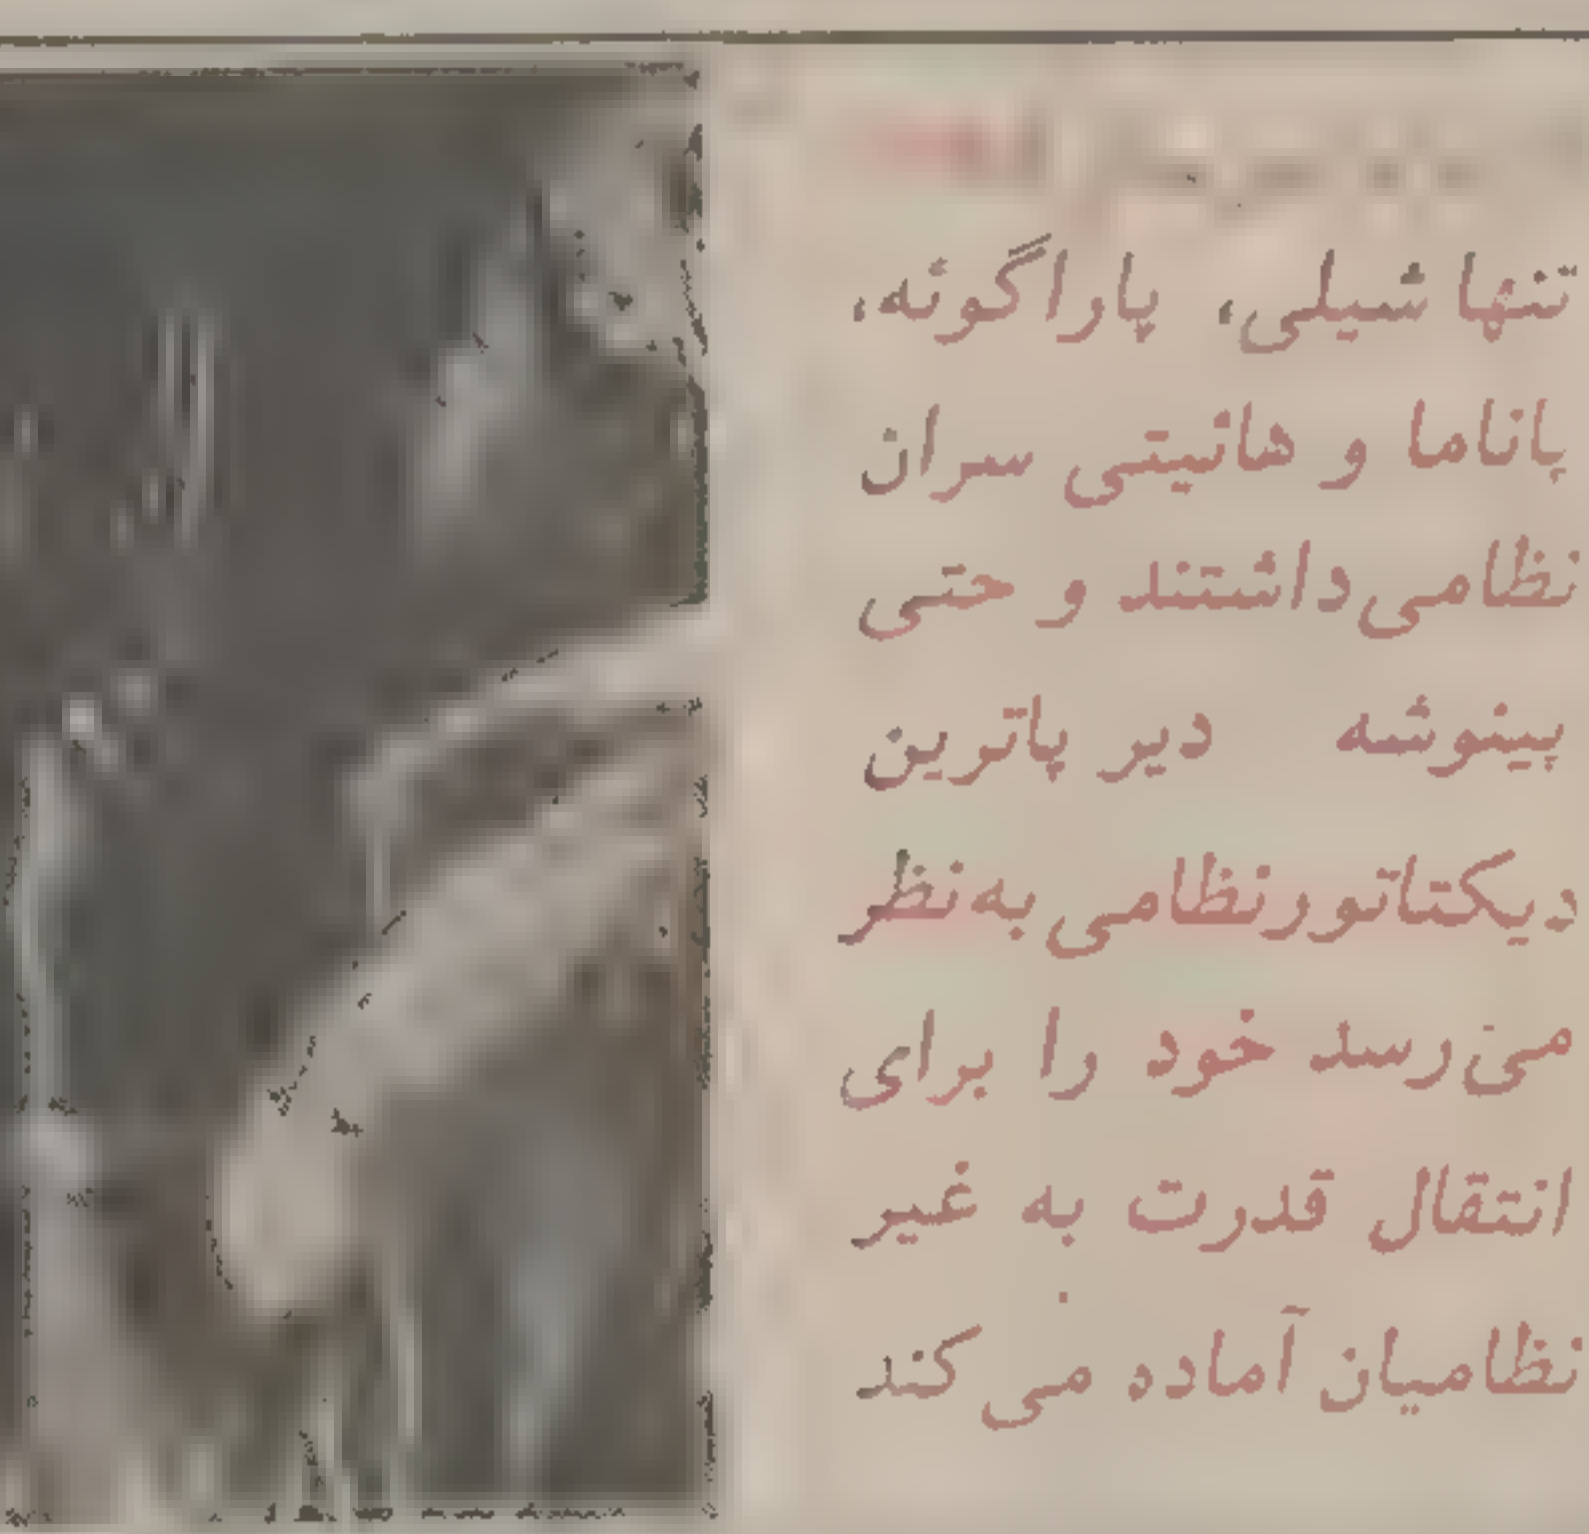 تنها شیلی، پاراگوئه،
پاناما و هائیتی سران
نظامی داشتند و حتی
پینوشه دیر پاترین
دیکتاتور نظامی به نظر
می رسد خود را برای
انتقال قدرت به غیر
نظامیان آماده می کند